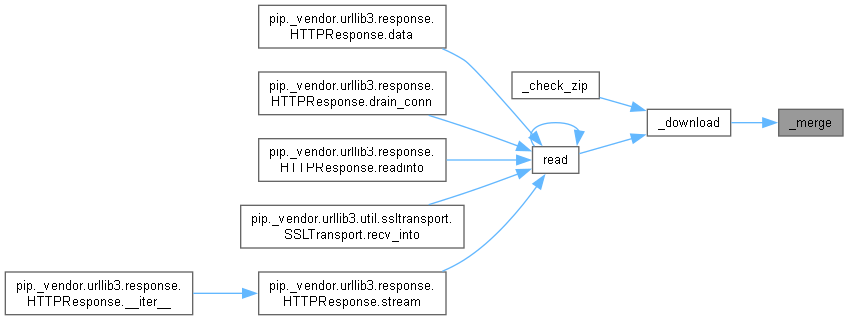 pip._vendor.urllib3.response.
HTTPResponse.data
pip._vendor.urllib3.response.
HTTPResponse.drain_conn
_check_zip
_download
_merge
pip._vendor.urllib3.response.
HTTPResponse.readinto
read
pip._vendor.urllib3.util.ssltransport.
SSLTransport.recv_into
pip._vendor.urllib3.response.
HTTPResponse.__iter__
pip._vendor.urllib3.response.
HTTPResponse.stream